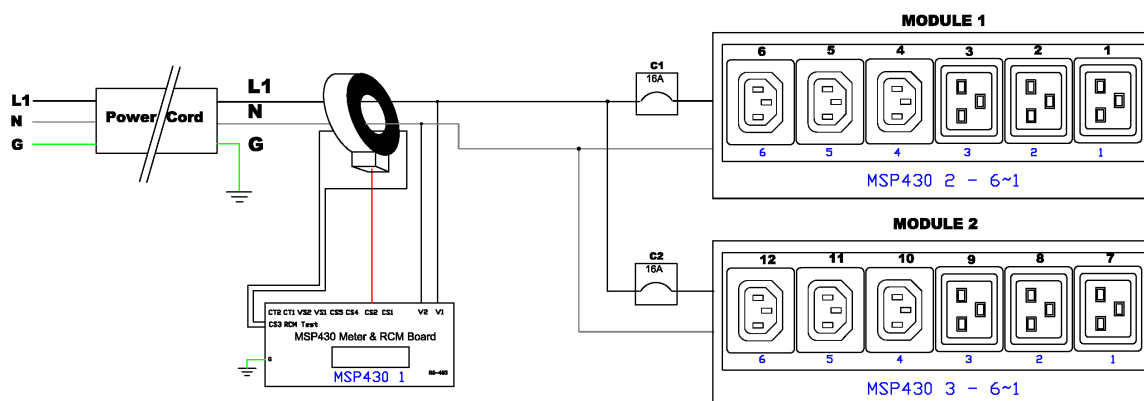 MODULE 1
6 5 4 3 2 1
6 5 4 3 2 1
MSP430 2 - 6~1
C1
16A
L1
N
G
Power Cord
L1
N
G
MODULE 2
12 11 10 9 8 7
6 5 4 3 2 1
MSP430 3 - 6~1
C2
16A
CT2 CT1 VS2 VS1 CS5 CS4 CS2 CS1 V2 V1
CS3 RCM Test
MSP430 Meter & RCM Board
G
MSP430 1
RS-485